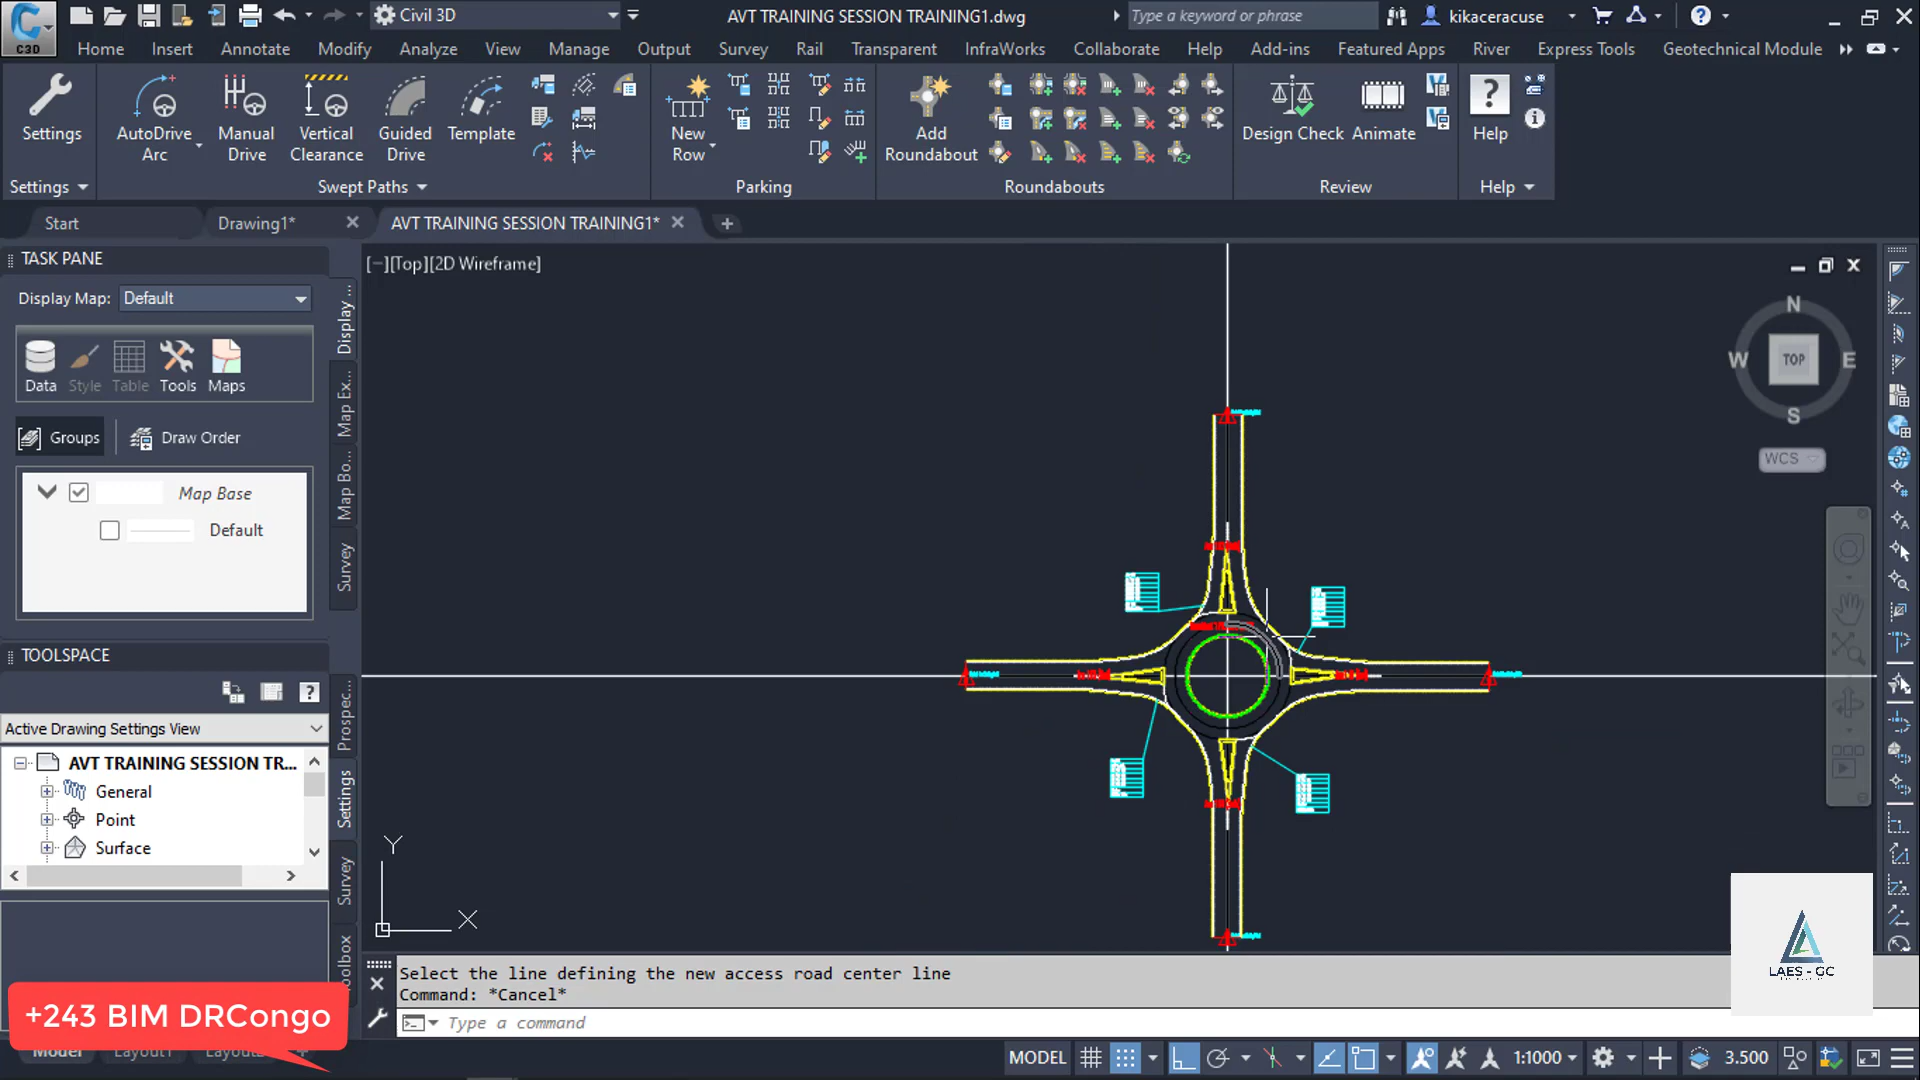 C3D
Civil 3D
AVT TRAINING SESSION TRAINING1.dwg
Type a keyword or phrase
kikaceracuse
Home
Insert
Annotate
Modify
Analyze
View
Manage
Output
Survey
Rail
Transparent
InfraWorks
Collaborate
Help
Add-ins
Featured Apps
River
Express Tools
Geotechnical Module
Settings
AutoDrive
Arc
Manual
Drive
Vertical
Clearance
Guided
Drive
Template
New
Row
Add
Roundabout
Design Check
Animate
Help
Settings
Swept Paths
Parking
Roundabouts
Review
Help
Start
Drawing1*
AVT TRAINING SESSION TRAINING1*
TASK PANE
[−][Top][2D Wireframe]
Display Map:
Default
Data
Style
Table
Tools
Maps
Groups
Draw Order
Map Base
Default
Display ...
Map Ex...
Map Bo...
Survey
N
W
TOP
E
S
WCS
TOOLSPACE
Active Drawing Settings View
AVT TRAINING SESSION TR...
General
Point
Surface
Prospec...
Settings
Survey
Toolbox
Y
X
Select the line defining the new access road center line
Command: *Cancel*
Type a command
+243 BIM DRCongo
LAES - GC
Model
Layout1
MODEL
1:1000
3.500